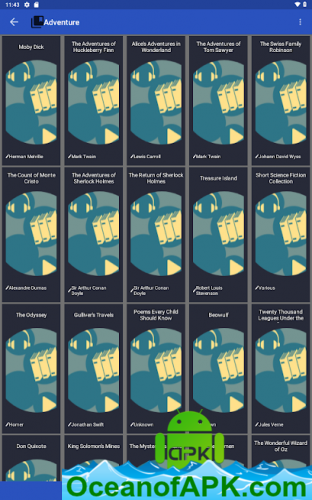 11:43
Adventure
Moby Dick
Herman Melville
The Adventures of
Huckleberry Finn
Mark Twain
Alice's Adventures in
Wonderland
Lewis Carroll
The Adventures of
Tom Sawyer
Mark Twain
The Swiss Family
Robinson
Johann David Wyss
The Count of Monte
Cristo
Alexandre Dumas
The Adventures of
Sherlock Holmes
Sir Arthur Conan
Doyle
The Return of Sherlock
Holmes
Sir Arthur Conan
Doyle
Treasure Island
Robert Louis
Stevenson
Short Science Fiction
Collection
Various
The Odyssey
Homer
Gulliver's Travels
Jonathan Swift
Poems Every Child
Should Know
Unknown
Beowulf
Twenty Thousand
Leagues Under the
Jules Verne
Don Quixote
King Solomon's Mines
The Wonderful Wizard
of Oz
APKI
OceanofAPK.com